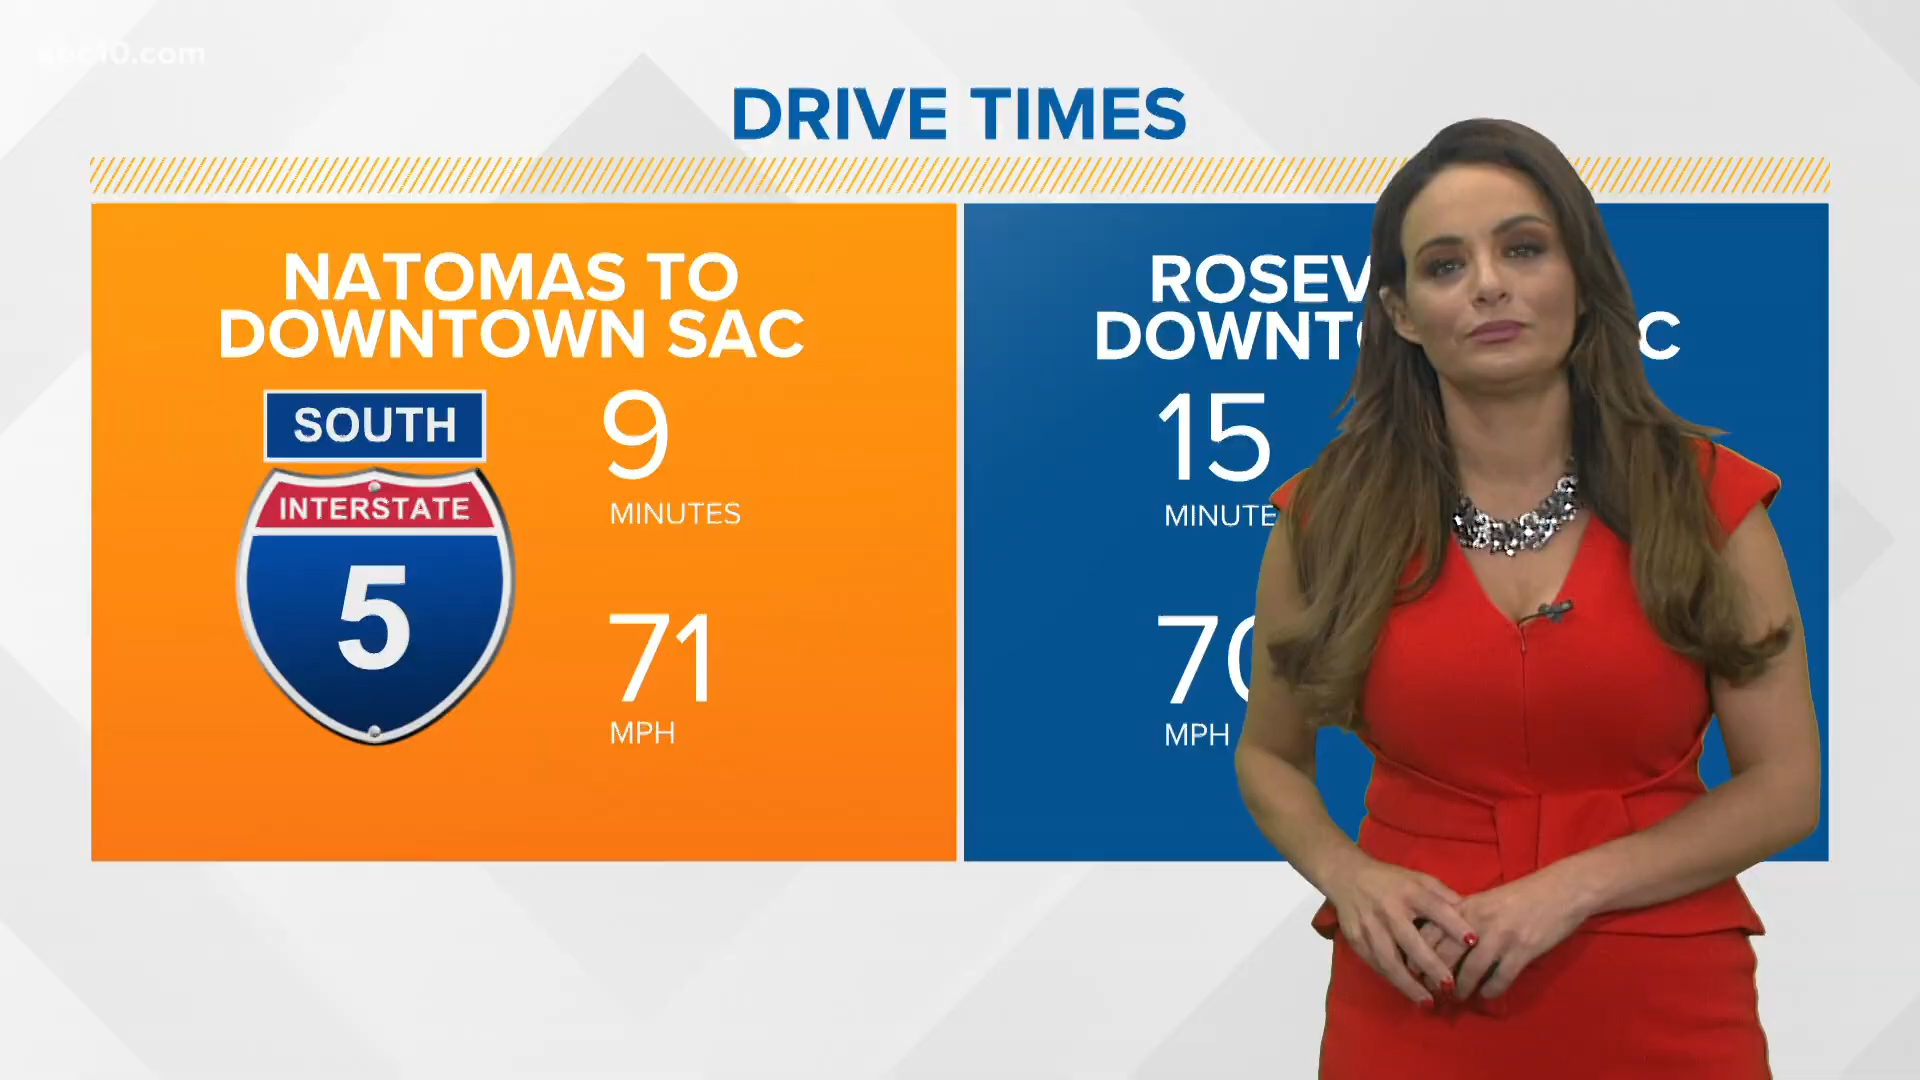 abc10.com
DRIVE TIMES
NATOMAS TO
DOWNTOWN SAC
SOUTH
INTERSTATE
5
9
MINUTES
71
MPH
ROSEV
DOWNT C
15
MINUTE
70
MPH